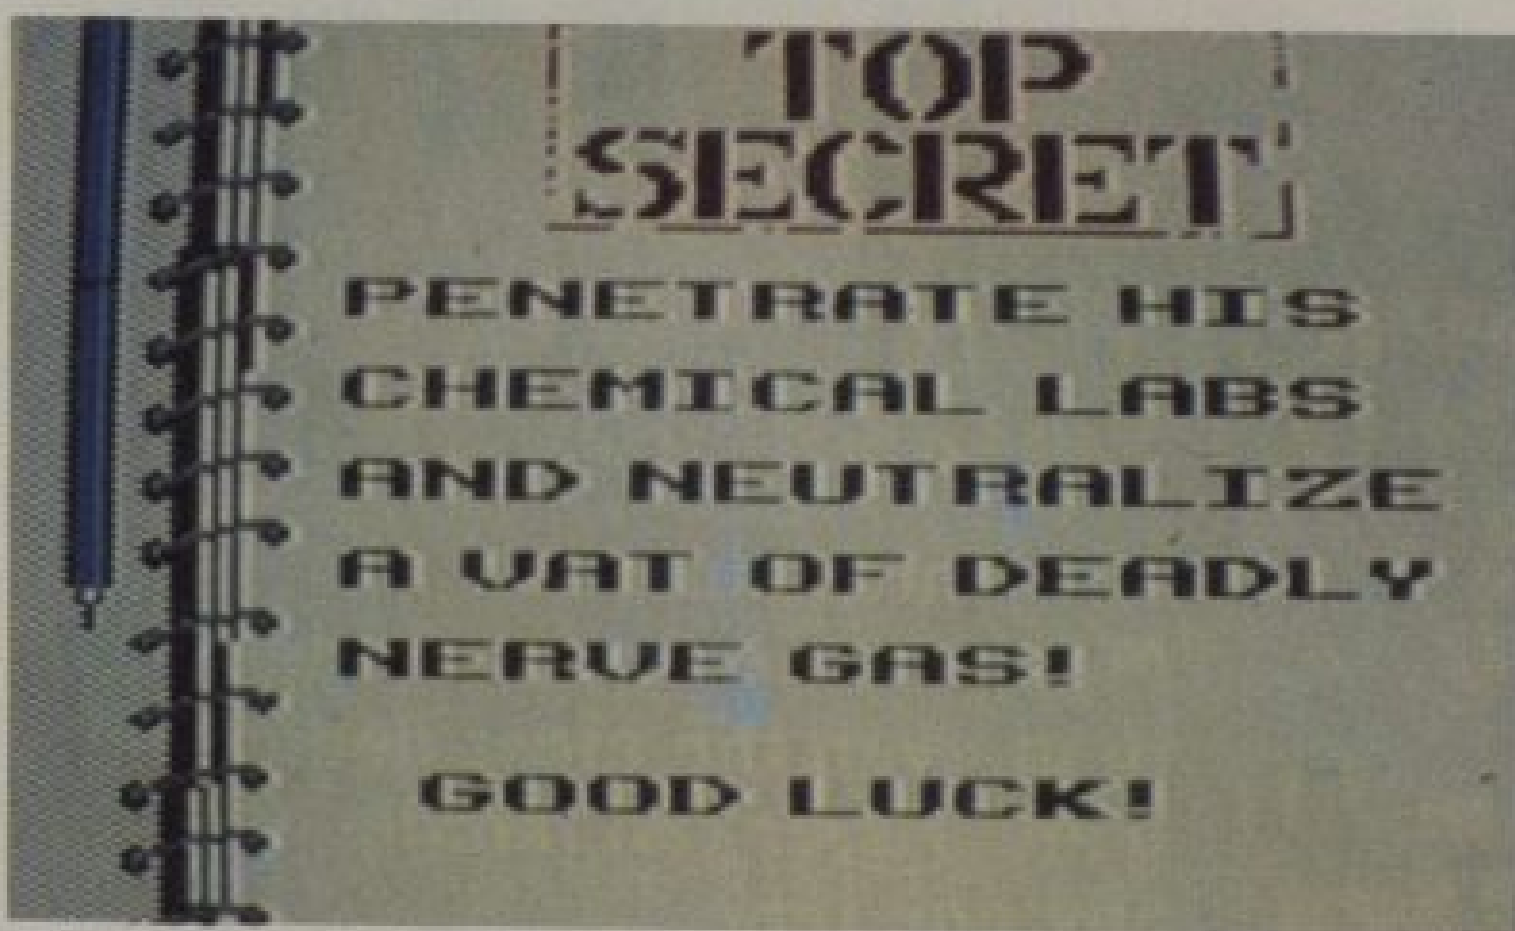 TOP
SECRET
PENETRATE HIS
CHEMICAL LABS
AND NEUTRALIZE
A VAT OF DEADLY
NERVE GAS!
GOOD LUCK!